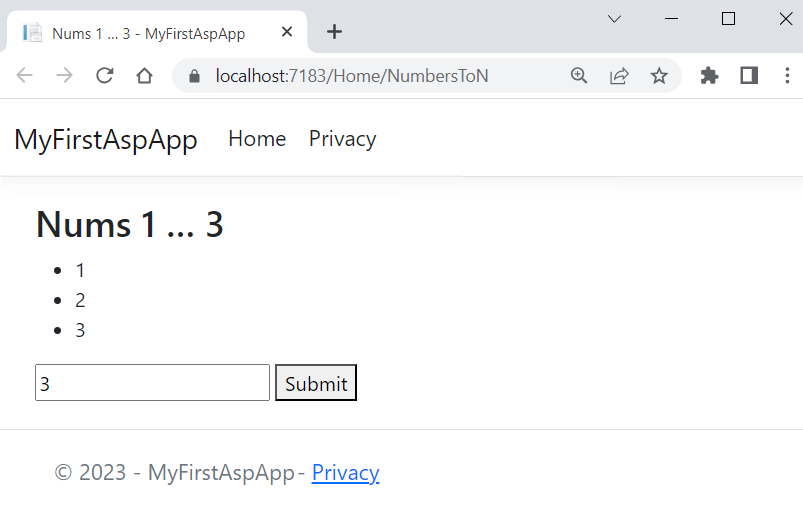 Nums 1 ... 3 - MyFirstAspApp
localhost:7183/Home/NumbersToN
MyFirstAspApp Home Privacy
Nums 1 ... 3
• 1
• 2
• 3
3 Submit
© 2023 - MyFirstAspApp - Privacy